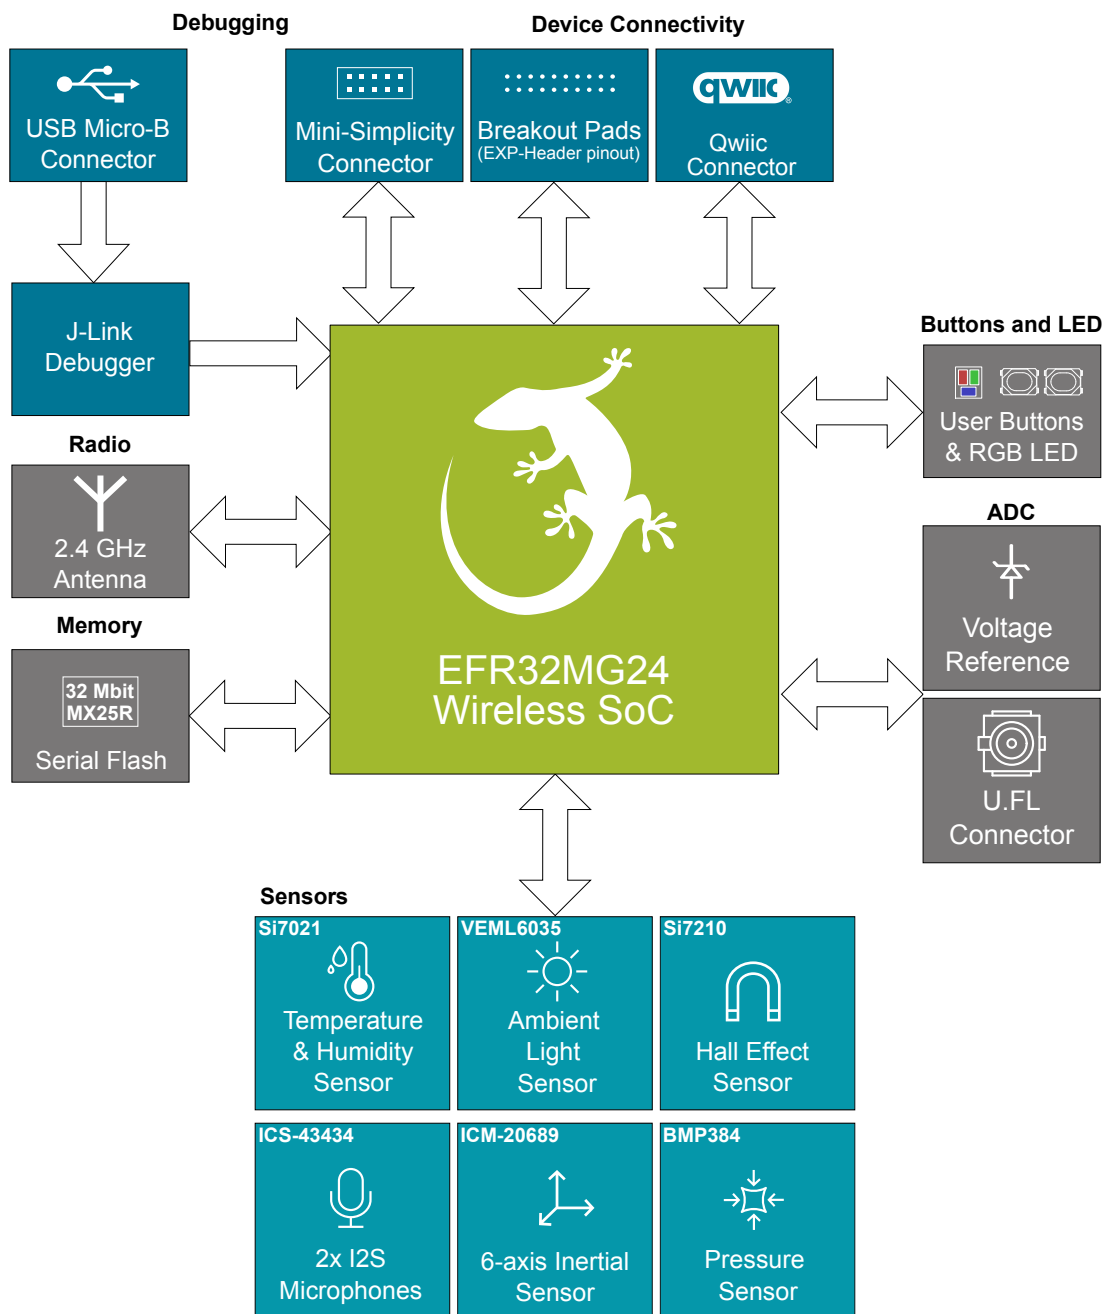 Debugging
Device Connectivity
USB Micro-B
Connector
Mini-Simplicity
Connector
Breakout Pads
(EXP-Header pinout)
qwiic®
Qwiic
Connector
J-Link
Debugger
Buttons and LED
User Buttons
& RGB LED
Radio
2.4 GHz
Antenna
ADC
Voltage
Reference
U.FL
Connector
Memory
32 Mbit
MX25R
Serial Flash
EFR32MG24
Wireless SoC
Sensors
Si7021
Temperature
& Humidity
Sensor
VEML6035
Ambient
Light
Sensor
Si7210
Hall Effect
Sensor
ICS-43434
2x I2S
Microphones
ICM-20689
6-axis Inertial
Sensor
BMP384
Pressure
Sensor